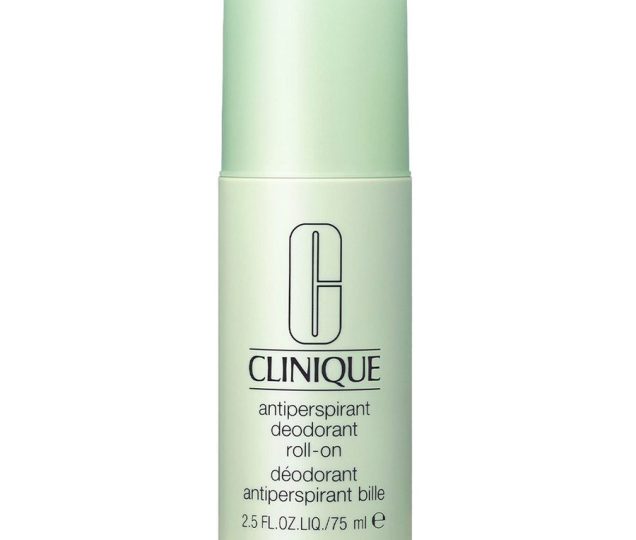 C
CLINIQUE
antiperspirant
deodorant
roll-on
déodorant
antiperspirant bille
2.5 FL.OZ.LIQ./75 ml ℮